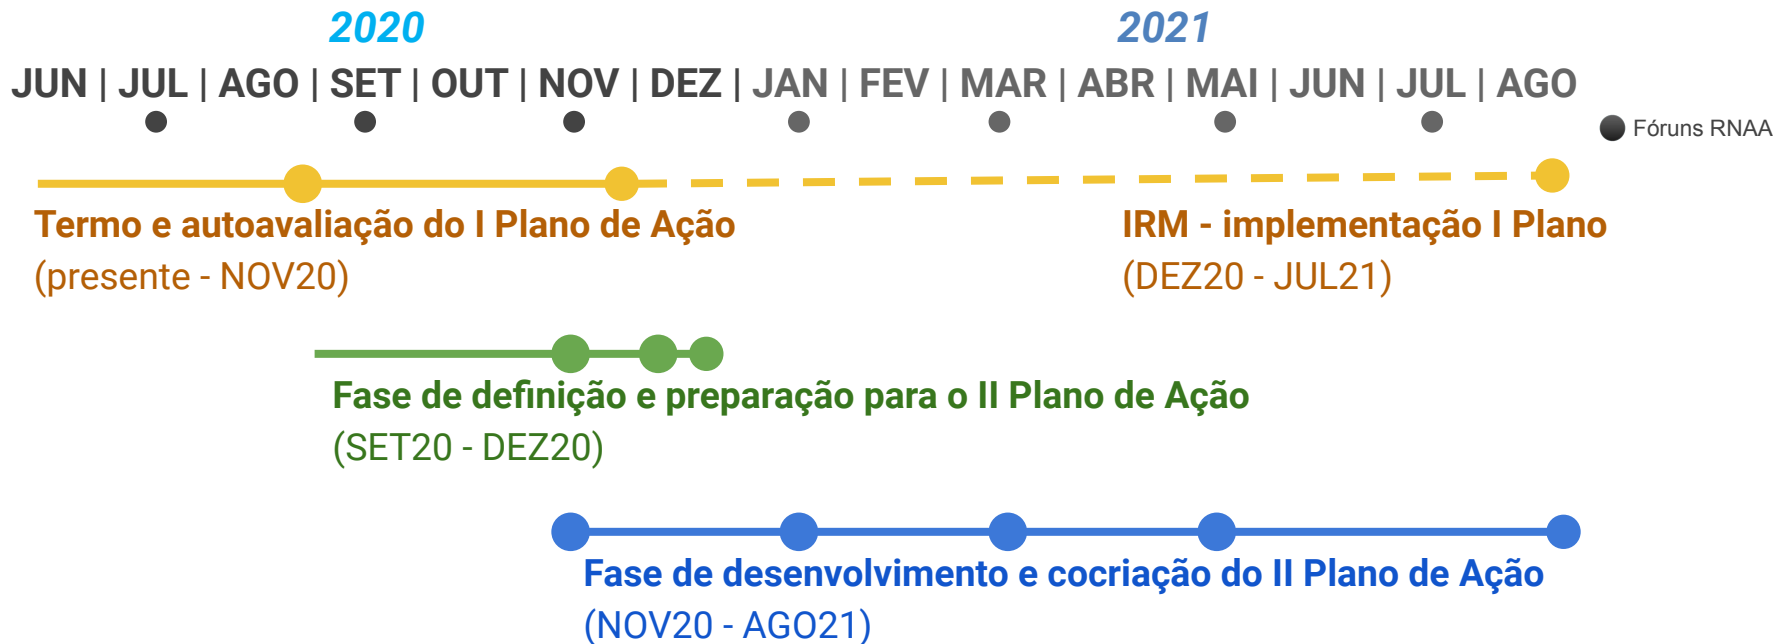 2020
2021
JUN | JUL | AGO | SET | OUT | NOV | DEZ | JAN | FEV | MAR | ABR | MAI | JUN | JUL | AGO
Fóruns RNAA
Termo e autoavaliação do I Plano de Ação
(presente - NOV20)
IRM - implementação I Plano
(DEZ20 - JUL21)
Fase de definição e preparação para o II Plano de Ação
(SET20 - DEZ20)
Fase de desenvolvimento e cocriação do II Plano de Ação
(NOV20 - AGO21)